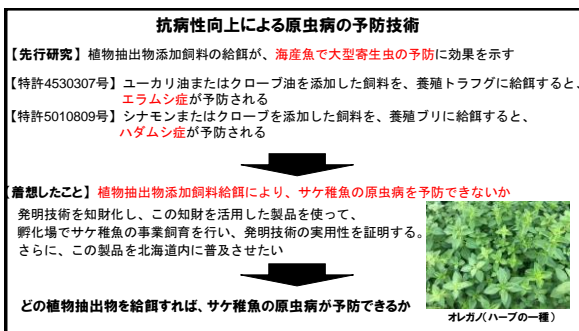 抗病性向上による原虫病の予防技術
【先行研究】植物抽出物添加飼料の給餌が、海産魚で大型寄生虫の予防に効果を示す
【特許4530307号】ユーカリ油またはクローブ油を添加した飼料を、養殖トラフグに給餌すると、
エラムシ症が予防される
【特許5010809号】シナモンまたはクローブを添加した飼料を、養殖ブリに給餌すると、
ハダムシ症が予防される
【着想したこと】植物抽出物添加飼料給餌により、サケ稚魚の原虫病を予防できないか
発明技術を知財化し、この知財を活用した製品を使って、
孵化場でサケ稚魚の事業飼育を行い、発明技術の実用性を証明する。
さらに、この製品を北海道内に普及させたい
どの植物抽出物を給餌すれば、サケ稚魚の原虫病が予防できるか
オレガノ(ハーブの一種)